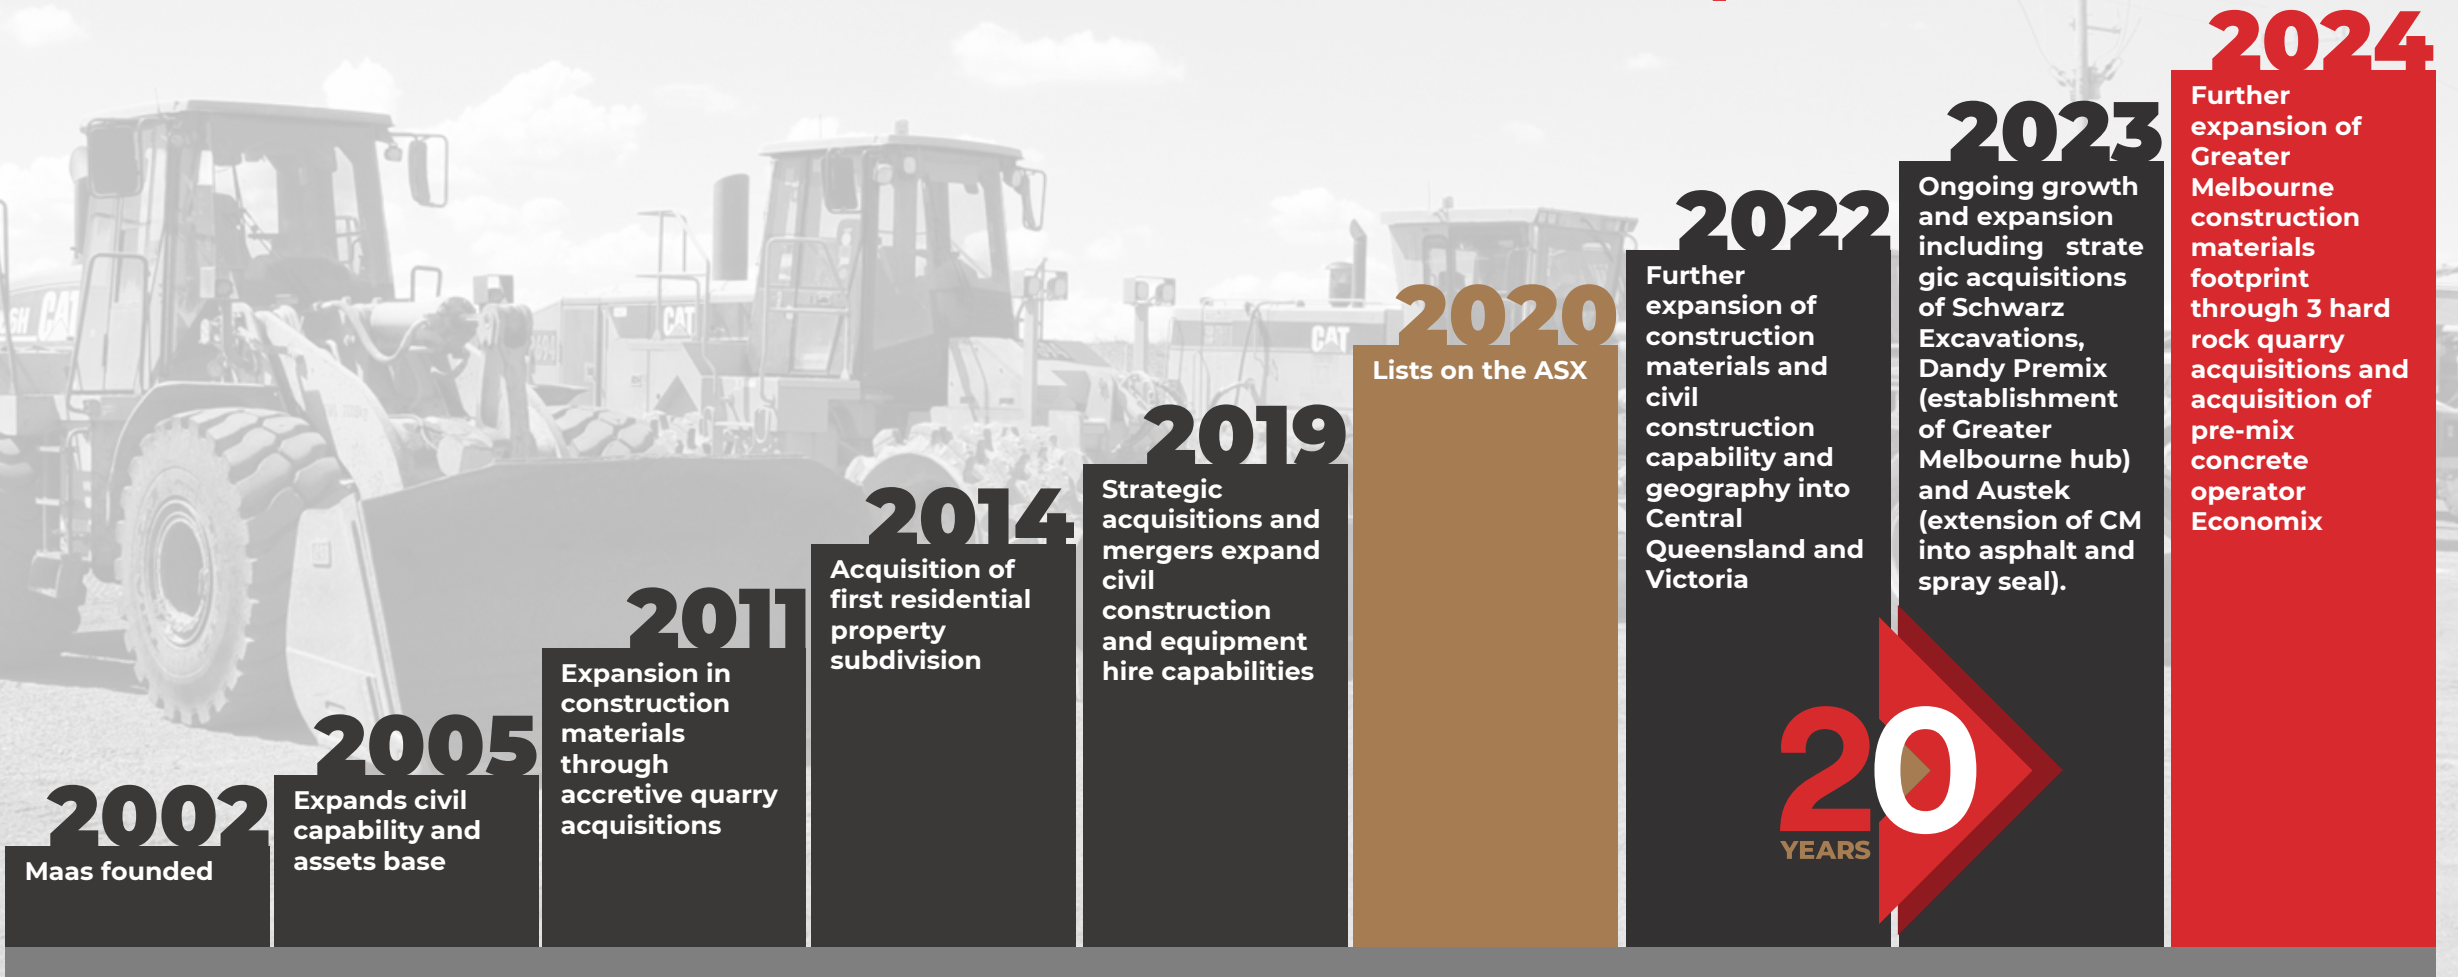 2002
Maas founded
2005
Expands civil
capability and
assets base
2011
Expansion in
construction
materials
through
accretive quarry
acquisitions
2014
Acquisition of
first residential
property
subdivision
2019
Strategic
acquisitions and
mergers expand
civil
construction
and equipment
hire capabilities
2020
Lists on the ASX
2022
Further
expansion of
construction
materials and
civil
construction
capability and
geography into
Central
Queensland and
Victoria
2023
Ongoing growth
and expansion
including strate
gic acquisitions
of Schwarz
Excavations,
Dandy Premix
(establishment
of Greater
Melbourne hub)
and Austek
(extension of CM
into asphalt and
spray seal).
2024
Further
expansion of
Greater
Melbourne
construction
materials
footprint
through 3 hard
rock quarry
acquisitions and
acquisition of
pre-mix
concrete
operator
Economix
20
YEARS
CAT
CAT
CAT